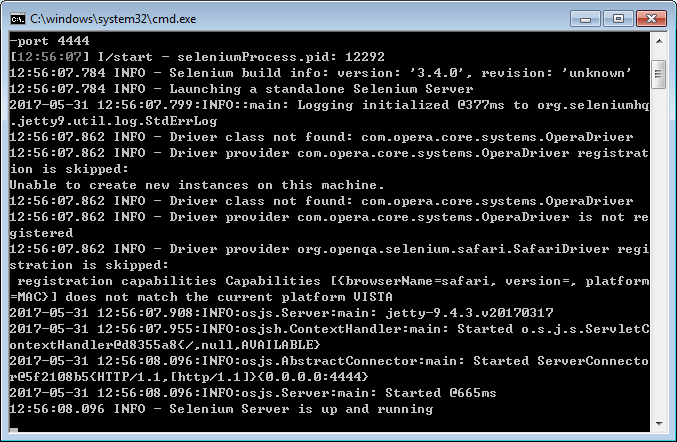 C:\windows\system32\cmd.exe
-port 4444
[12:56:07] I/start - seleniumProcess.pid: 12292
12:56:07.784 INFO - Selenium build info: version: '3.4.0', revision: 'unknown'
12:56:07.784 INFO - Launching a standalone Selenium Server
2017-05-31 12:56:07.799:INFO::main: Logging initialized @377ms to org.seleniumhq
.jetty9.util.log.StdErrLog
12:56:07.862 INFO - Driver class not found: com.opera.core.systems.OperaDriver
12:56:07.862 INFO - Driver provider com.opera.core.systems.OperaDriver registrat
ion is skipped:
Unable to create new instances on this machine.
12:56:07.862 INFO - Driver class not found: com.opera.core.systems.OperaDriver
12:56:07.862 INFO - Driver provider com.opera.core.systems.OperaDriver is not re
gistered
12:56:07.862 INFO - Driver provider org.openqa.selenium.safari.SafariDriver regi
stration is skipped:
 registration capabilities Capabilities [{browserName=safari, version=, platform
=MAC}] does not match the current platform VISTA
2017-05-31 12:56:07.908:INFO:osjs.Server:main: jetty-9.4.3.v20170317
2017-05-31 12:56:07.955:INFO:osjsh.ContextHandler:main: Started o.s.j.s.ServletC
ontextHandler@d8355a8{/,null,AVAILABLE}
2017-05-31 12:56:08.096:INFO:osjs.AbstractConnector:main: Started ServerConnecto
r@5f2108b5{HTTP/1.1,[http/1.1]}{0.0.0.0:4444}
2017-05-31 12:56:08.096:INFO:osjs.Server:main: Started @665ms
12:56:08.096 INFO - Selenium Server is up and running